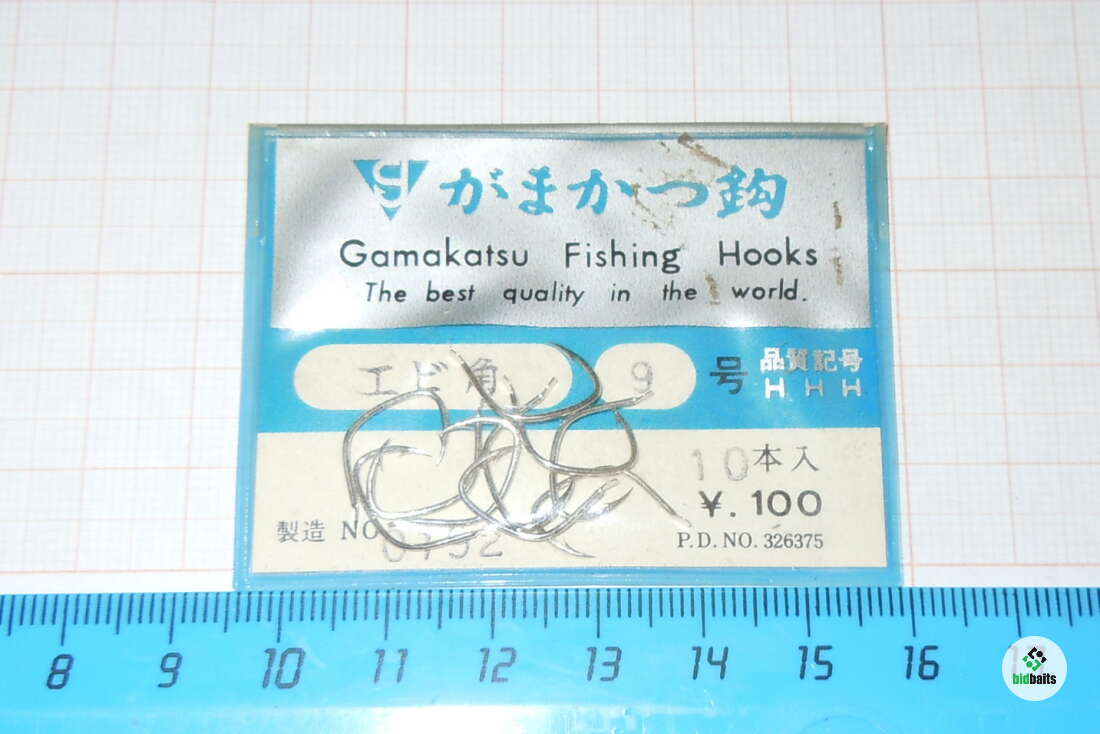 がまかつ鈎
Gamakatsu Fishing Hooks
The best quality in the world.
エビ角 9 号 品質記号
H H H
10本入
¥.100
製造 NO
P.D. NO. 326375
8 9 10 11 12 13 14 15 16
bidbaits